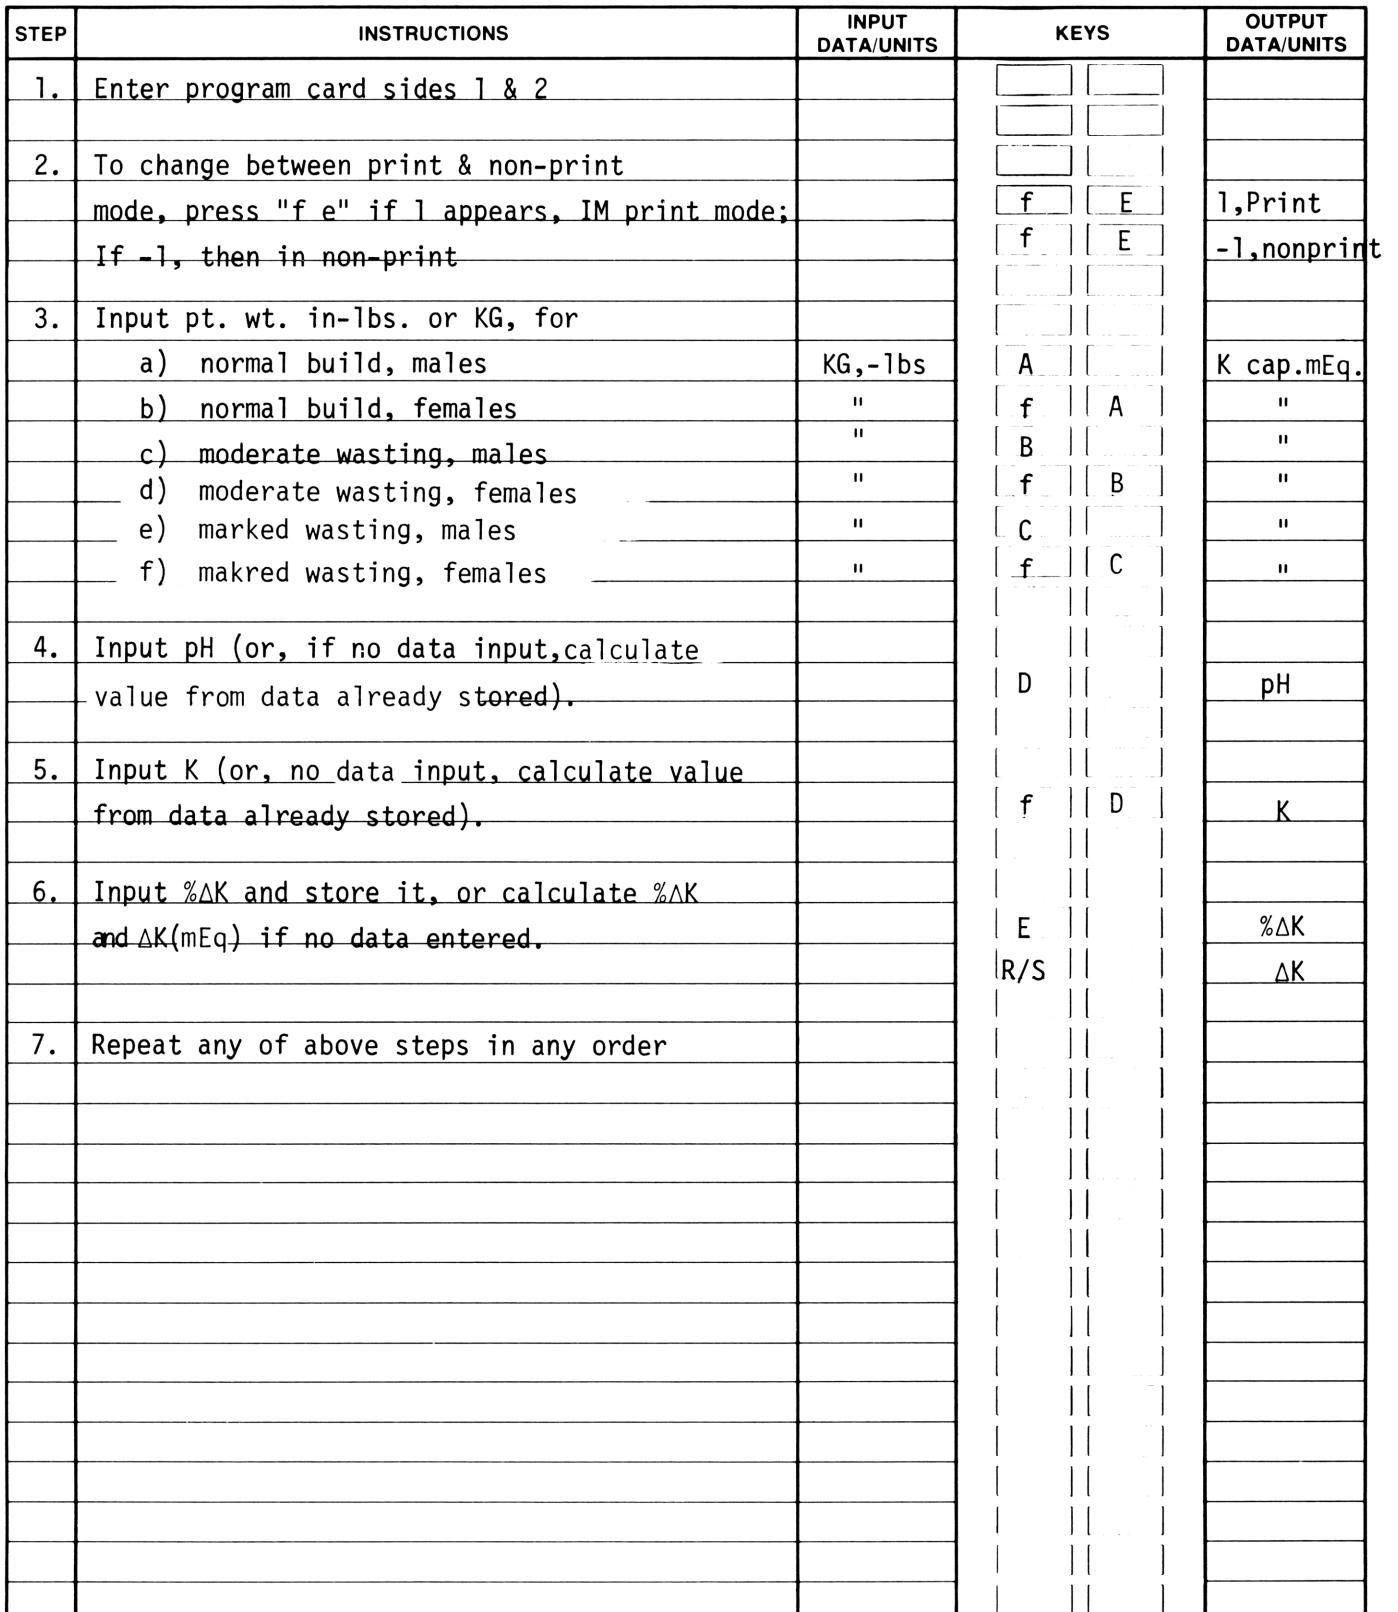 STEP INSTRUCTIONS INPUT DATA/UNITS KEYS OUTPUT DATA/UNITS
1. Enter program card sides 1 & 2
2. To change between print & non-print
mode, press "f e" if 1 appears, IM print mode; f E 1,Print
If -1, then in non-print f E -1,nonprint
3. Input pt. wt. in-lbs. or KG, for
a) normal build, males KG,-lbs A K cap.mEq.
b) normal build, females " f A "
c) moderate wasting, males " B "
d) moderate wasting, females " f B "
e) marked wasting, males " C "
f) makred wasting, females " f C "
4. Input pH (or, if no data input,calculate
value from data already stored). D pH
5. Input K (or, no data input, calculate value
from data already stored). f D K
6. Input %ΔK and store it, or calculate %ΔK
and ΔK(mEq) if no data entered. E %ΔK
R/S ΔK
7. Repeat any of above steps in any order